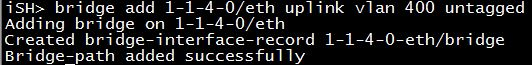 iSH> bridge add 1-1-4-0/eth uplink vlan 400 untagged
Adding bridge on 1-1-4-0/eth
Created bridge-interface-record 1-1-4-0-eth/bridge
Bridge-path added successfully